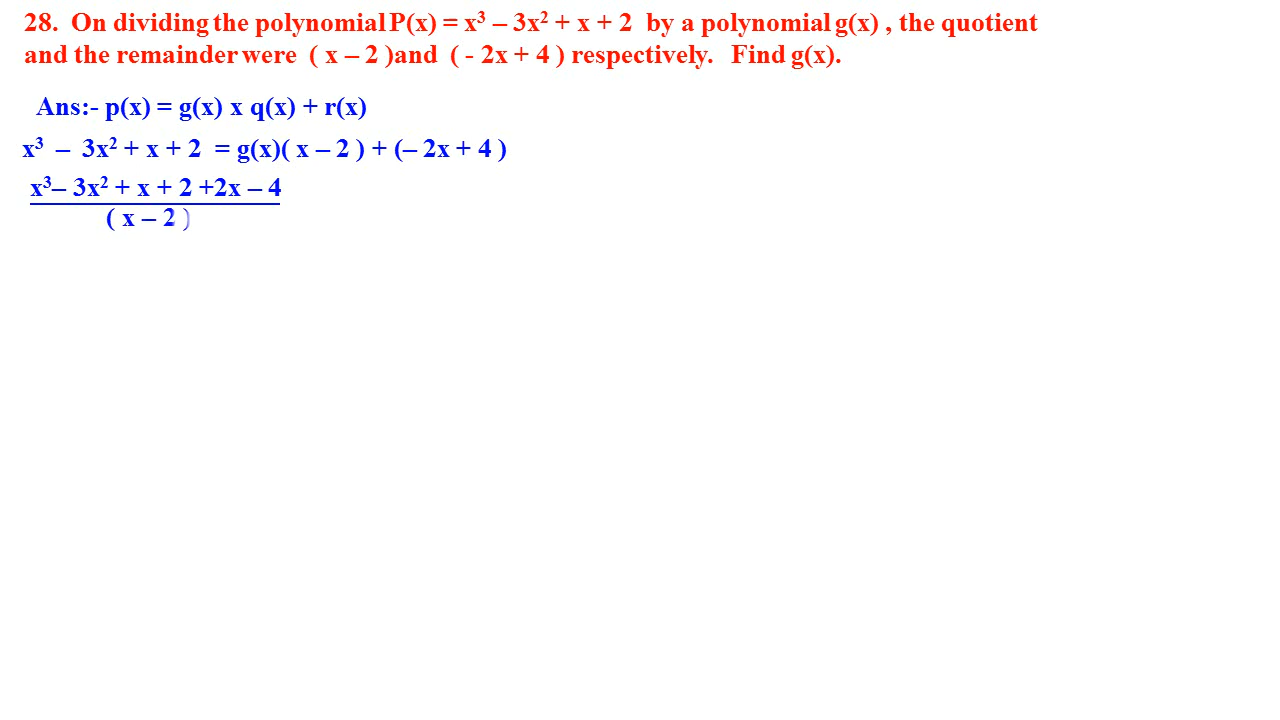 28. On dividing the polynomial P(x) = x³ – 3x² + x + 2 by a polynomial g(x) , the quotient
and the remainder were ( x – 2 )and ( - 2x + 4 ) respectively. Find g(x).
Ans:- p(x) = g(x) x q(x) + r(x)
x³ – 3x² + x + 2 = g(x)( x – 2 ) + (– 2x + 4 )
x³– 3x² + x + 2 +2x – 4
( x – 2 )